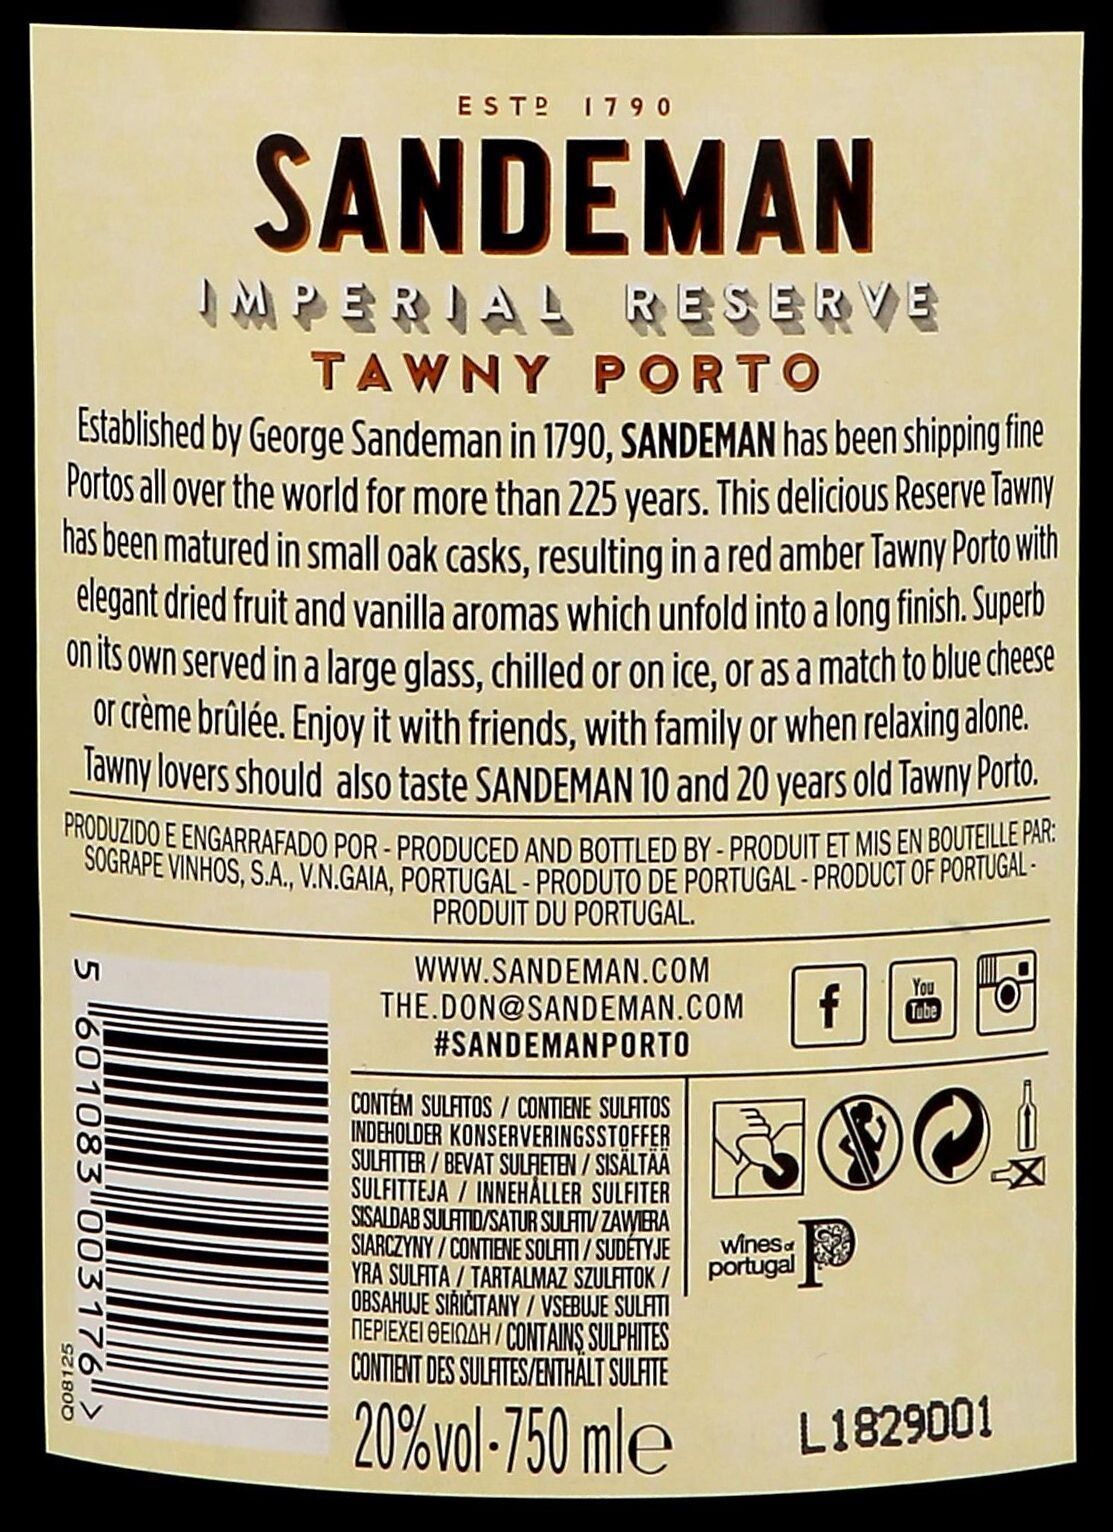 ESTD 1790
SANDEMAN
IMPERIAL RESERVE
TAWNY PORTO
Established by George Sandeman in 1790, SANDEMAN has been shipping fine
Portos all over the world for more than 225 years. This delicious Reserve Tawny
has been matured in small oak casks, resulting in a red amber Tawny Porto with
elegant dried fruit and vanilla aromas which unfold into a long finish. Superb
on its own served in a large glass, chilled or on ice, or as a match to blue cheese
or crème brûlée. Enjoy it with friends, with family or when relaxing alone.
Tawny lovers should also taste SANDEMAN 10 and 20 years old Tawny Porto.
PRODUZIDO E ENGARRAFADO POR - PRODUCED AND BOTTLED BY - PRODUIT ET MIS EN BOUTEILLE PAR:
SOGRAPE VINHOS, S.A., V.N.GAIA, PORTUGAL - PRODUTO DE PORTUGAL - PRODUCT OF PORTUGAL -
PRODUIT DU PORTUGAL.
5 601083 003176 >
Q08125
WWW.SANDEMAN.COM
THE.DON@SANDEMAN.COM
#SANDEMANPORTO
f
You
Tube
CONTÉM SULFITOS / CONTIENE SULFITOS
INDEHOLDER KONSERVERINGSSTOFFER
SULFITTER / BEVAT SULFIETEN / SISÄLTÄÄ
SULFITTEJA / INNEHÅLLER SULFITER
SISALDAB SULFITID/SATUR SULFITI/ ZAWIERA
SIARCZYNY / CONTIENE SOLFITI / SUDĖTYJE
YRA SULFITA / TARTALMAZ SZULFITOK /
OBSAHUJE SIŘIČITANY / VSEBUJE SULFITI
ΠΕΡΙΕΧΕΙ ΘΕΙΩΔΗ / CONTAINS SULPHITES
CONTIENT DES SULFITES/ENTHÄLT SULFITE
20%vol·750 ml e
wines of
portugal
P
L1829D01